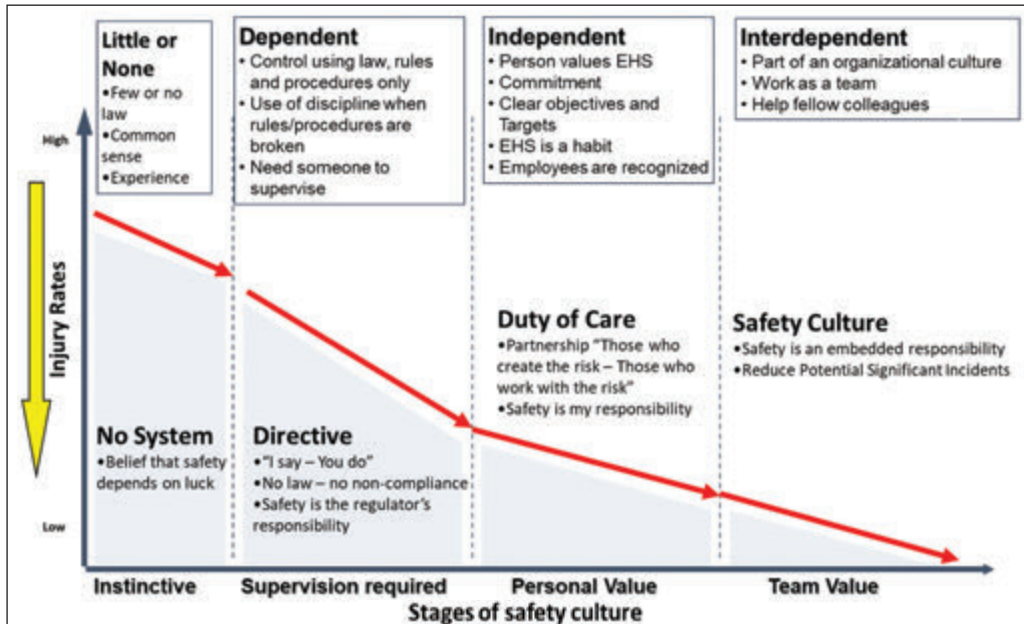 Little or
None
•Few or no
law
•Common
sense
•Experience
Dependent
• Control using law, rules
and procedures only
• Use of discipline when
rules/procedures are
broken
• Need someone to
supervise
Independent
• Person values EHS
• Commitment
• Clear objectives and
Targets
• EHS is a habit
• Employees are recognized
Interdependent
• Part of an organizational culture
• Work as a team
• Help fellow colleagues
High
Injury Rates
Low
No System
•Belief that safety
depends on luck
Directive
•"I say – You do"
•No law – no non-compliance
•Safety is the regulator's
responsibility
Duty of Care
•Partnership "Those who
create the risk – Those who
work with the risk"
•Safety is my responsibility
Safety Culture
•Safety is an embedded responsibility
•Reduce Potential Significant Incidents
Instinctive
Supervision required
Personal Value
Team Value
Stages of safety culture